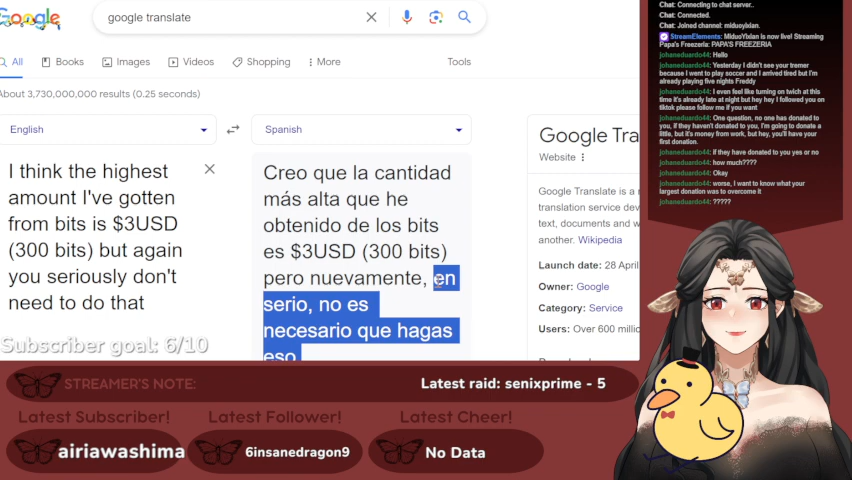 Google
google translate
All
Books
Images
Videos
Shopping
More
Tools
About 3,730,000,000 results (0.25 seconds)
English
Spanish
I think the highest
amount I've gotten
from bits is $3USD
(300 bits) but again
you seriously don't
need to do that
Creo que la cantidad
más alta que he
obtenido de los bits
es $3USD (300 bits)
pero nuevamente, en
serio, no es
necesario que hagas
eso
Google Tra
Website
Google Translate is a
text, documents and w
another. Wikipedia
Launch date: 28 April
Owner: Google
Category: Service
Users: Over 600 millio
Chat: Connecting to chat server..
Chat: Connected.
Chat: Joined channel: miduoyixlan.
StreamElements: MiduoYixlan is now live! Streaming
Papa's Freezeria: PAPA'S FREEZERIA
johaneduardo44: Hello
johaneduardo44: Yesterday I didn't see your tremer
because I went to play soccer and I arrived tired but I'm
already playing five nights Freddy
johaneduardo44: I even feel like turning on twitch at this
time it's already late at night but hey hey I followed you on
tiktok please follow me if you want
johaneduardo44: One question, no one has donated to
you, if they haven't donated to you, I'm going to donate a
little, but it's money from work, but hey, you'll have your
first donation.
johaneduardo44: if they have donated to you yes or no
johaneduardo44: how much????
johaneduardo44: Okay
johaneduardo44: worse, I want to know what your
largest donation was to overcome it
johaneduardo44: ?????
Subscriber goal: 6/10
STREAMER'S NOTE:
Latest raid: senixprime - 5
Latest Subscriber!
Latest Follower!
Latest Cheer!
airiawashima
6insanedragon9
No Data